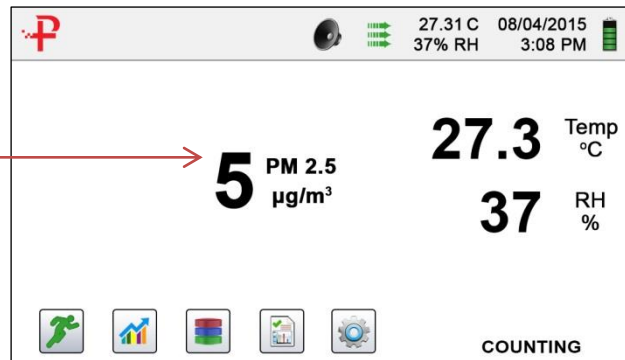 27.31 C 08/04/2015
37% RH 3:08 PM
5 PM 2.5
µg/m³
27.3 Temp
ºC
37 RH
%
COUNTING